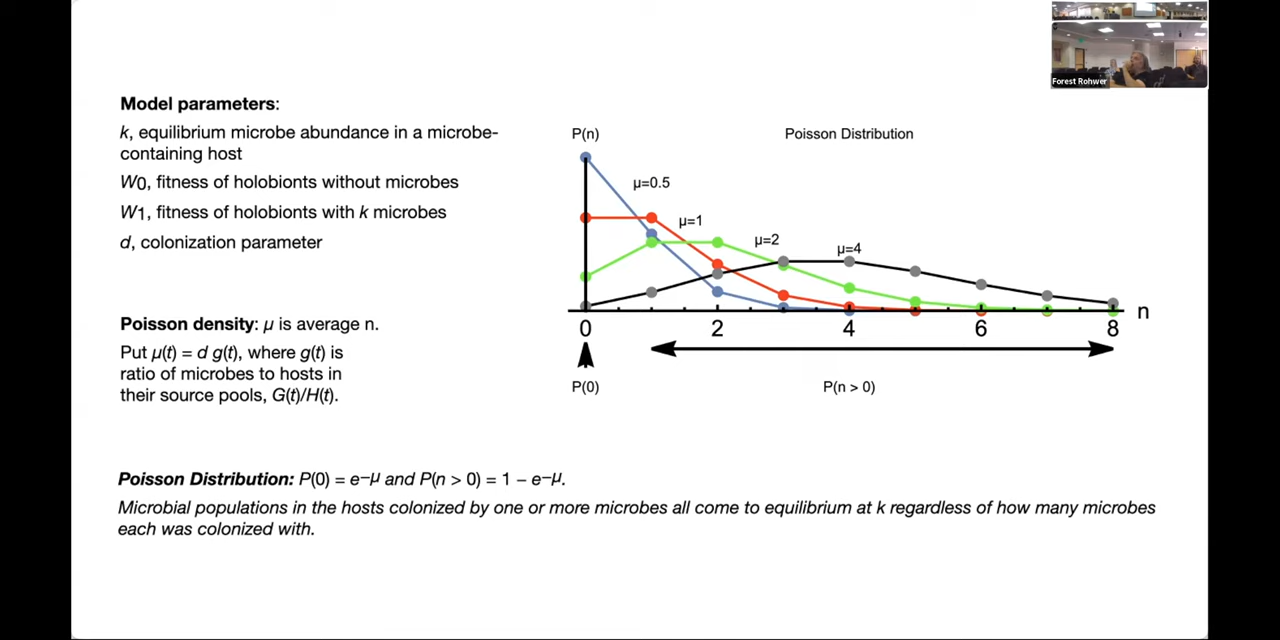 Forest Rohwer
Model parameters:
k, equilibrium microbe abundance in a microbe-
containing host
W0, fitness of holobionts without microbes
W1, fitness of holobionts with k microbes
d, colonization parameter
Poisson density: μ is average n.
Put μ(t) = d g(t), where g(t) is
ratio of microbes to hosts in
their source pools, G(t)/H(t).
P(n)
Poisson Distribution
μ=0.5
μ=1
μ=2
μ=4
n
0 2 4 6 8
P(0)
P(n > 0)
Poisson Distribution: P(0) = e−μ and P(n > 0) = 1 − e−μ.
Microbial populations in the hosts colonized by one or more microbes all come to equilibrium at k regardless of how many microbes
each was colonized with.